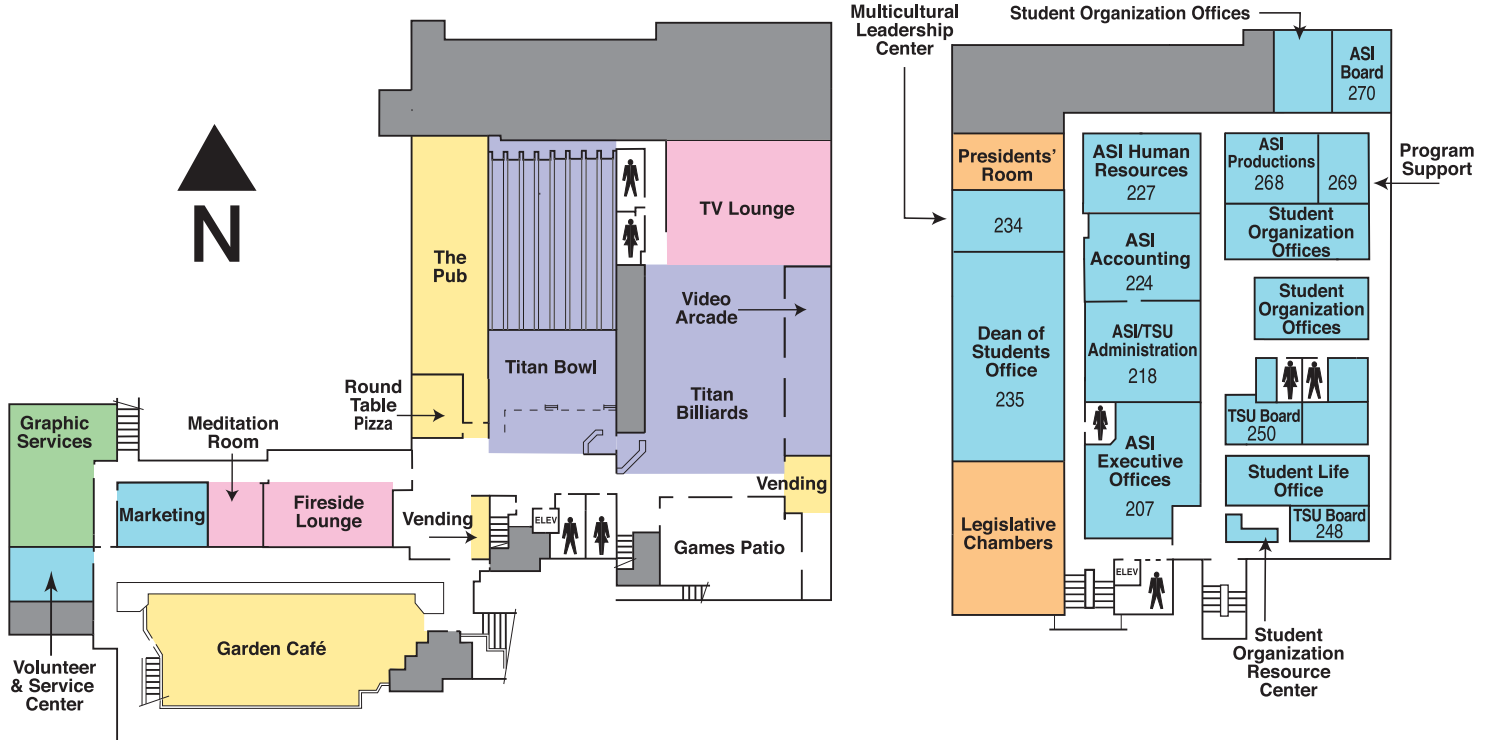 N
The
Pub
TV Lounge
Video
Arcade
Titan Bowl
Titan
Billiards
Round
Table
Pizza
Graphic
Services
Meditation
Room
Marketing
Fireside
Lounge
Vending
ELEV
Vending
Games Patio
Garden Café
Volunteer
& Service
Center
Multicultural
Leadership
Center
Student Organization Offices
ASI
Board
270
Presidents'
Room
ASI Human
Resources
227
ASI
Productions
268
269
Program
Support
234
Student
Organization
Offices
ASI
Accounting
224
Student
Organization
Offices
Dean of
Students
Office
235
ASI/TSU
Administration
218
TSU Board
250
ASI
Executive
Offices
207
Student Life
Office
TSU Board
248
Legislative
Chambers
ELEV
Student
Organization
Resource
Center